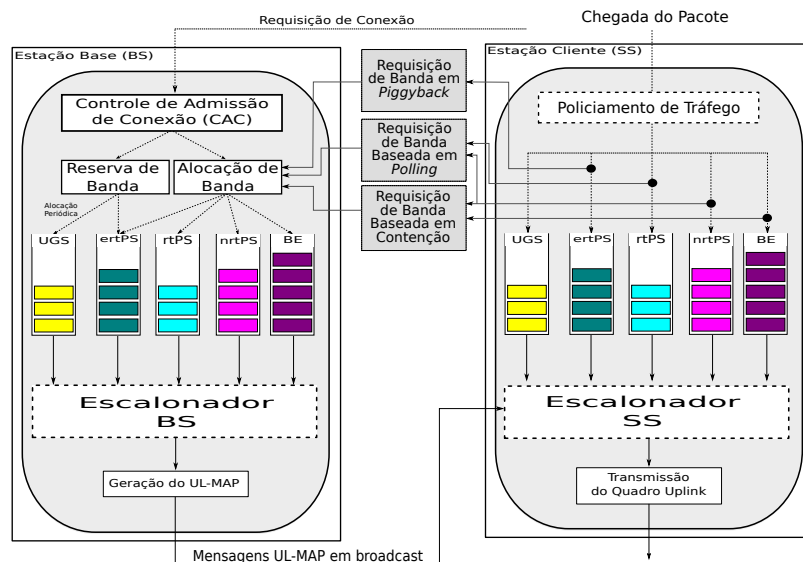 Requisição de Conexão
Chegada do Pacote
Estação Base (BS)
Controle de Admissão
de Conexão (CAC)
Reserva de
Banda
Alocação de
Banda
Alocação
Periódica
UGS
ertPS
rtPS
nrtPS
BE
Escalonador
BS
Geração do UL-MAP
Mensagens UL-MAP em broadcast
Requisição
de Banda em
Piggyback
Requisição
de Banda
Baseada em
Polling
Requisição
de Banda
Baseada em
Contenção
Estação Cliente (SS)
Policiamento de Tráfego
UGS
ertPS
rtPS
nrtPS
BE
Escalonador
SS
Transmissão
do Quadro Uplink